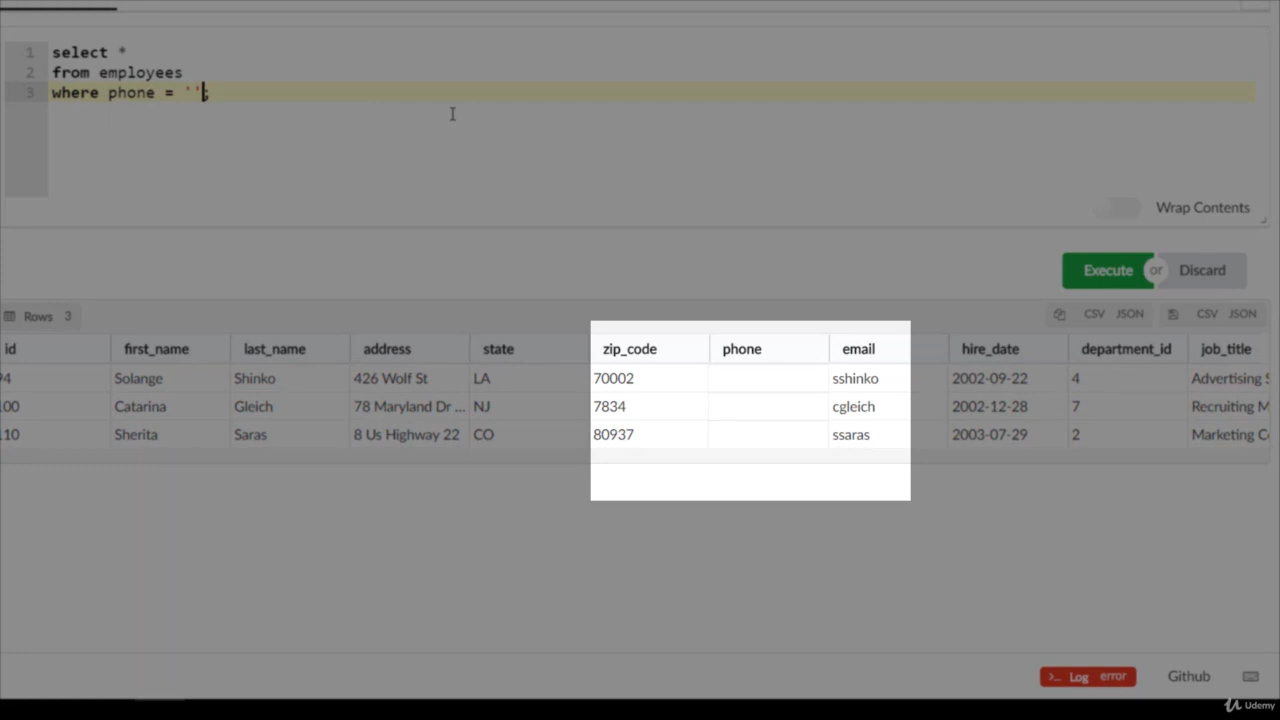 1 select *
2 from employees
3 where phone = '';
Wrap Contents
Execute or Discard
Rows 3 CSV JSON CSV JSON
id first_name last_name address state zip_code phone email hire_date department_id job_title
94 Solange Shinko 426 Wolf St LA 70002 sshinko 2002-09-22 4 Advertising S
100 Catarina Gleich 78 Maryland Dr ... NJ 7834 cgleich 2002-12-28 7 Recruiting M
110 Sherita Saras 8 Us Highway 22 CO 80937 ssaras 2003-07-29 2 Marketing C
>_ Log error Github
Udemy